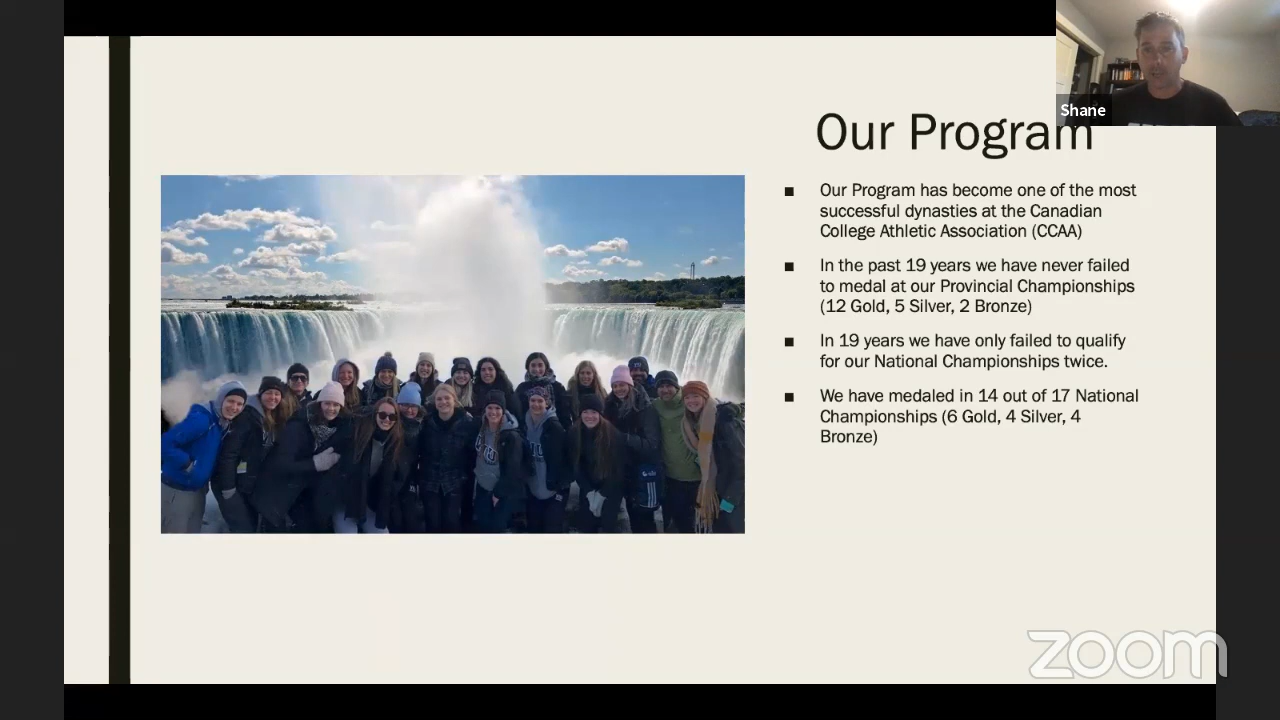 Shane
Our Program
■ Our Program has become one of the most
successful dynasties at the Canadian
College Athletic Association (CCAA)
■ In the past 19 years we have never failed
to medal at our Provincial Championships
(12 Gold, 5 Silver, 2 Bronze)
■ In 19 years we have only failed to qualify
for our National Championships twice.
■ We have medaled in 14 out of 17 National
Championships (6 Gold, 4 Silver, 4
Bronze)
zoom